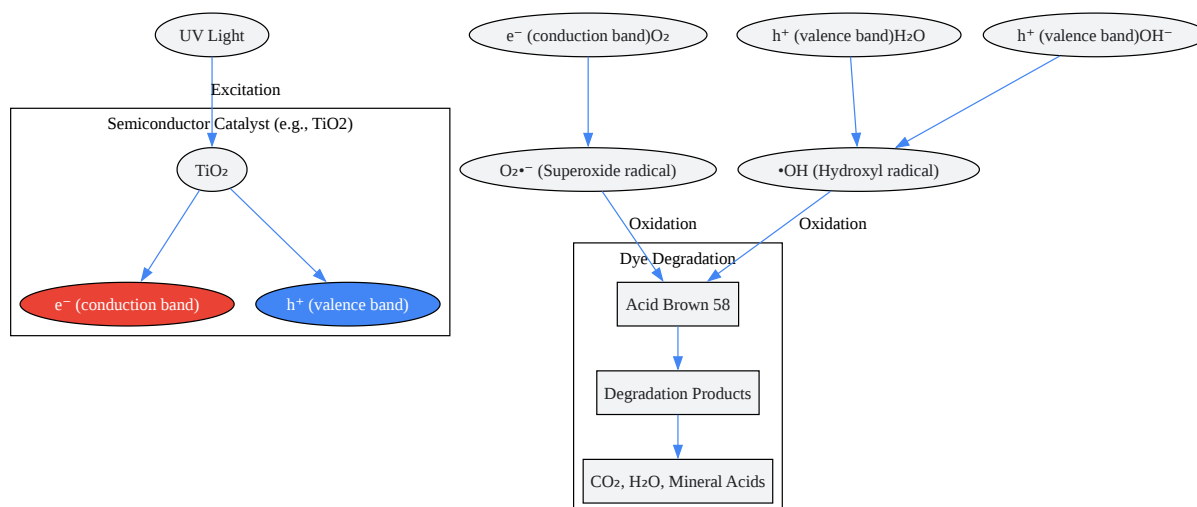 UV Light
e⁻ (conduction band)O₂
h⁺ (valence band)H₂O
h⁺ (valence band)OH⁻
Excitation
Semiconductor Catalyst (e.g., TiO2)
TiO₂
O₂•⁻ (Superoxide radical)
•OH (Hydroxyl radical)
Oxidation
Oxidation
Dye Degradation
e⁻ (conduction band)
h⁺ (valence band)
Acid Brown 58
Degradation Products
CO₂, H₂O, Mineral Acids